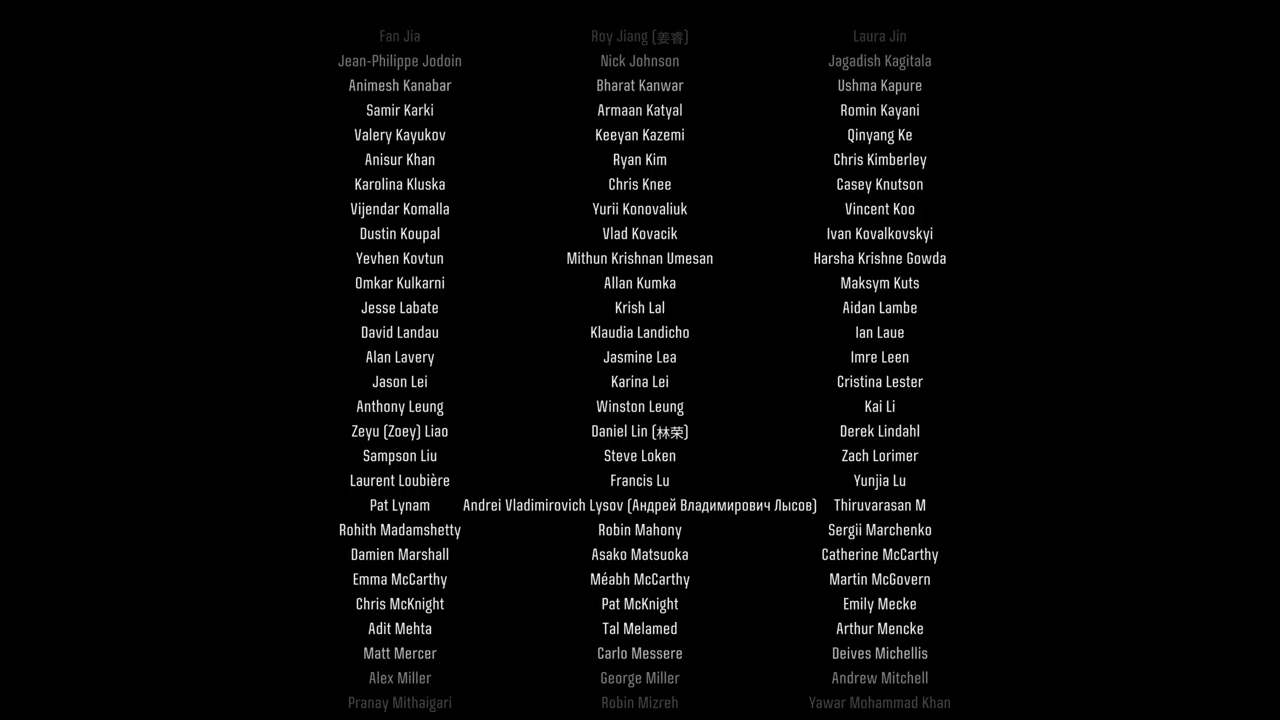 Fan Jia Roy Jiang (姜睿) Laura Jin
Jean-Philippe Jodoin Nick Johnson Jagadish Kagitala
Animesh Kanabar Bharat Kanwar Ushma Kapure
Samir Karki Armaan Katyal Romin Kayani
Valery Kayukov Keeyan Kazemi Qinyang Ke
Anisur Khan Ryan Kim Chris Kimberley
Karolina Kluska Chris Knee Casey Knutson
Vijendar Komalla Yurii Konovaliuk Vincent Koo
Dustin Koupal Vlad Kovacik Ivan Kovalkovskyi
Yevhen Kovtun Mithun Krishnan Umesan Harsha Krishne Gowda
Omkar Kulkarni Allan Kumka Maksym Kuts
Jesse Labate Krish Lal Aidan Lambe
David Landau Klaudia Landicho Ian Laue
Alan Lavery Jasmine Lea Imre Leen
Jason Lei Karina Lei Cristina Lester
Anthony Leung Winston Leung Kai Li
Zeyu (Zoey) Liao Daniel Lin (林荣) Derek Lindahl
Sampson Liu Steve Loken Zach Lorimer
Laurent Loubière Francis Lu Yunjia Lu
Pat Lynam Andrei Vladimirovich Lysov (Андрей Владимирович Лысов) Thiruvarasan M
Rohith Madamshetty Robin Mahony Sergii Marchenko
Damien Marshall Asako Matsuoka Catherine McCarthy
Emma McCarthy Méabh McCarthy Martin McGovern
Chris McKnight Pat McKnight Emily Mecke
Adit Mehta Tal Melamed Arthur Mencke
Matt Mercer Carlo Messere Deives Michellis
Alex Miller George Miller Andrew Mitchell
Pranay Mithaigari Robin Mizreh Yawar Mohammad Khan